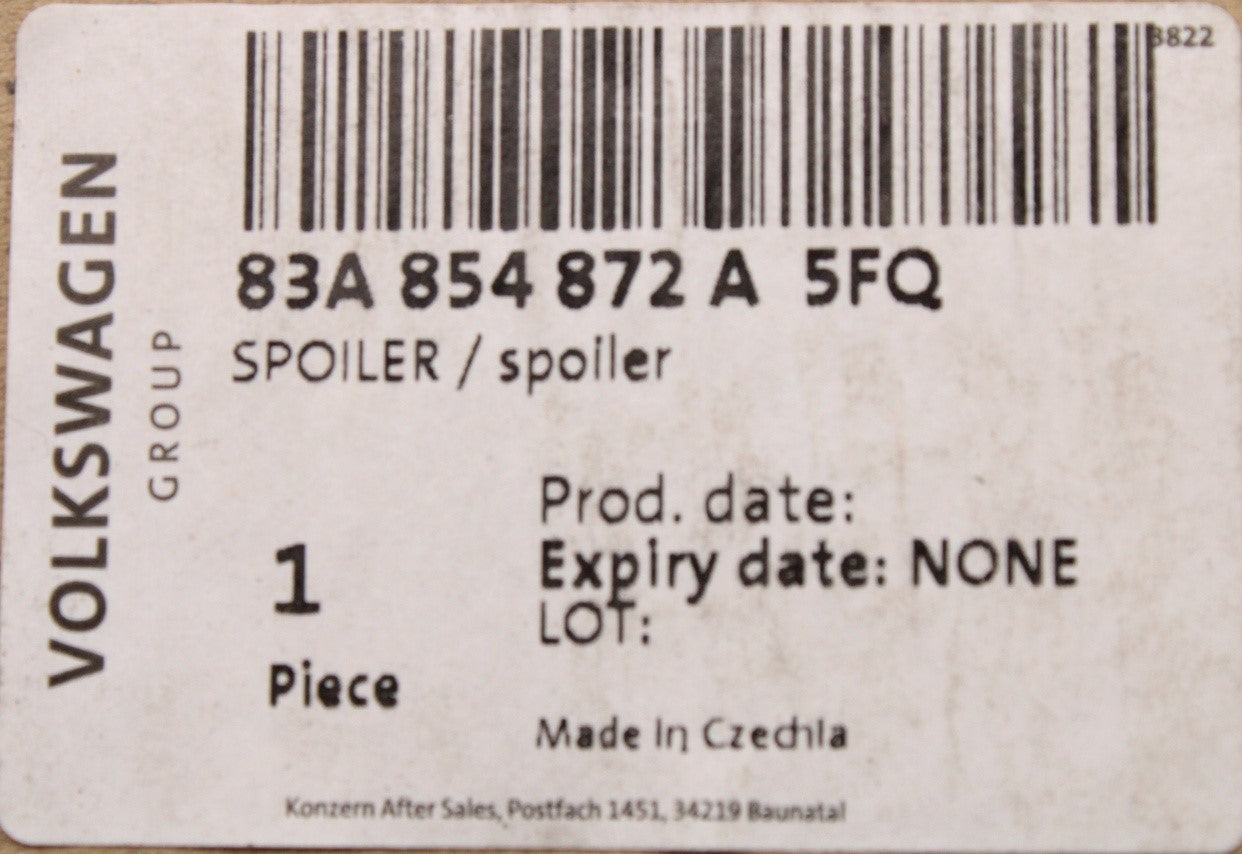 3822
83A 854 872 A 5FQ
SPOILER / spoiler
VOLKSWAGEN
GROUP
Prod. date:
Expiry date: NONE
LOT:
1
Piece
Made In Czechia
Konzern After Sales, Postfach 1451, 34219 Baunatal